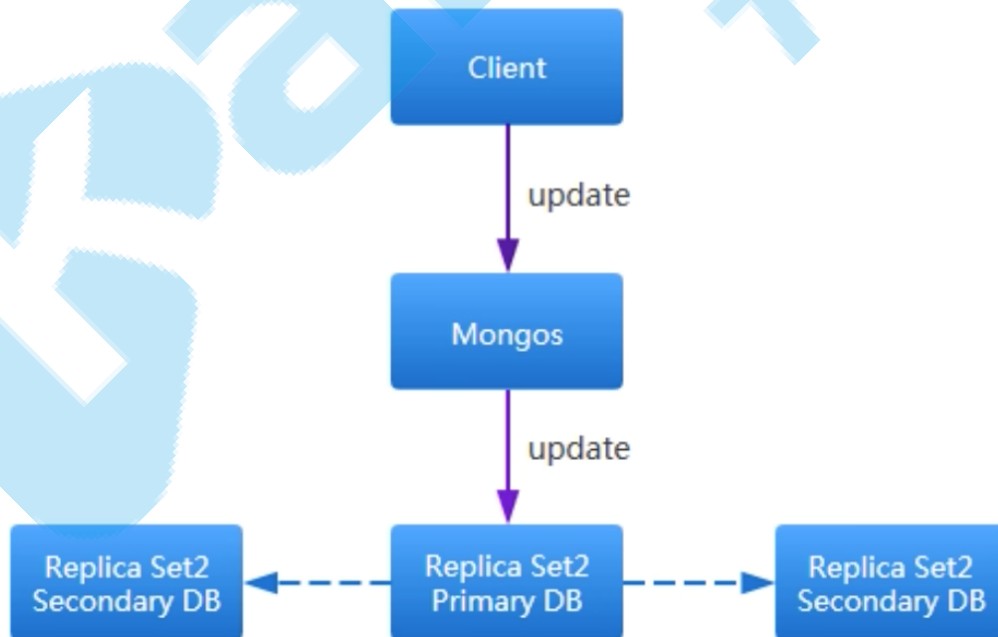 Client
update
Mongos
update
Replica Set2
Secondary DB
Replica Set2
Primary DB
Replica Set2
Secondary DB